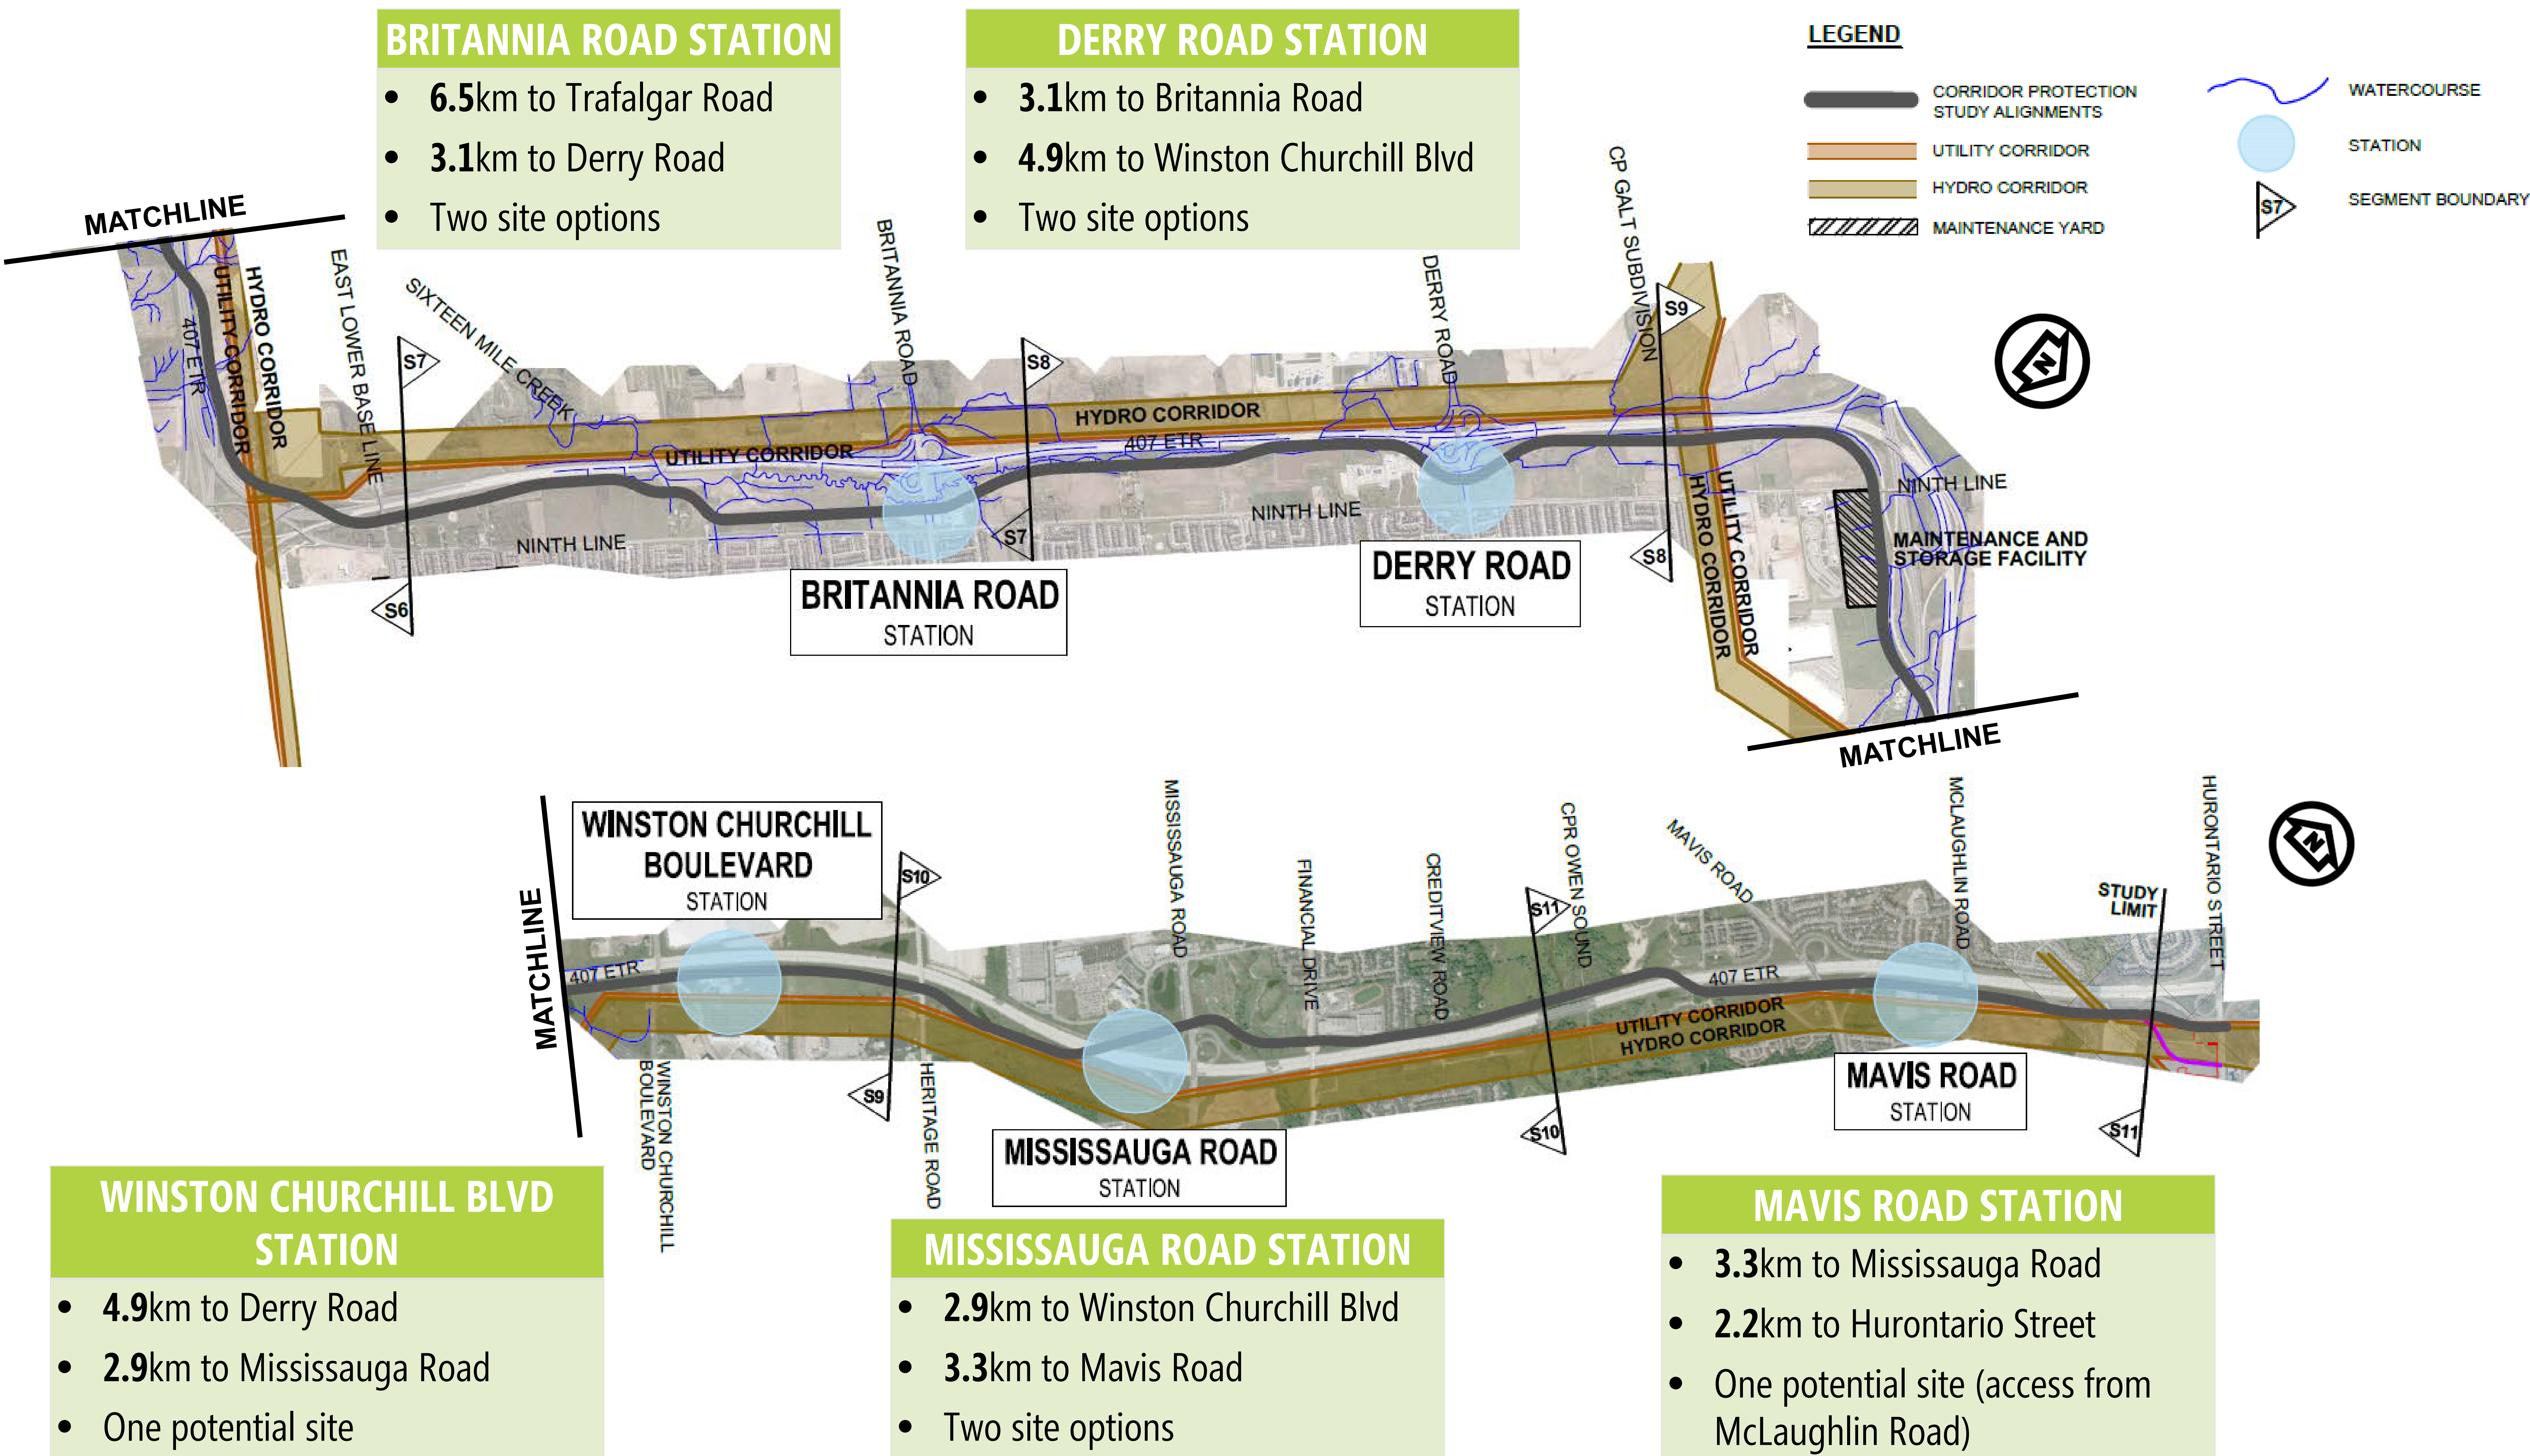 BRITANNIA ROAD STATION
• 6.5km to Trafalgar Road
• 3.1km to Derry Road
• Two site options
DERRY ROAD STATION
• 3.1km to Britannia Road
• 4.9km to Winston Churchill Blvd
• Two site options
LEGEND
CORRIDOR PROTECTION
STUDY ALIGNMENTS
UTILITY CORRIDOR
HYDRO CORRIDOR
MAINTENANCE YARD
WATERCOURSE
STATION
S7
SEGMENT BOUNDARY
MATCHLINE
407 ETR
UTILITY CORRIDOR
HYDRO CORRIDOR
EAST LOWER BASE LINE
S7
S6
SIXTEEN MILE CREEK
NINTH LINE
UTILITY CORRIDOR
BRITANNIA ROAD
S8
S7
HYDRO CORRIDOR
407 ETR
NINTH LINE
DERRY ROAD
CP GALT SUBDIVISION
S9
S8
HYDRO CORRIDOR
UTILITY CORRIDOR
NINTH LINE
MAINTENANCE AND
STORAGE FACILITY
N
BRITANNIA ROAD
STATION
DERRY ROAD
STATION
MATCHLINE
MATCHLINE
WINSTON CHURCHILL
BOULEVARD
STATION
407 ETR
WINSTON CHURCHILL
BOULEVARD
S10
S9
HERITAGE ROAD
MISSISSAUGA ROAD
MISSISSAUGA ROAD
STATION
FINANCIAL DRIVE
CREDITVIEW ROAD
CPR OWEN SOUND
S11
S10
MAVIS ROAD
407 ETR
UTILITY CORRIDOR
HYDRO CORRIDOR
MCLAUGHLIN ROAD
MAVIS ROAD
STATION
STUDY
LIMIT
S11
HURONTARIO STREET
N
WINSTON CHURCHILL BLVD
STATION
• 4.9km to Derry Road
• 2.9km to Mississauga Road
• One potential site
MISSISSAUGA ROAD STATION
• 2.9km to Winston Churchill Blvd
• 3.3km to Mavis Road
• Two site options
MAVIS ROAD STATION
• 3.3km to Mississauga Road
• 2.2km to Hurontario Street
• One potential site (access from
McLaughlin Road)